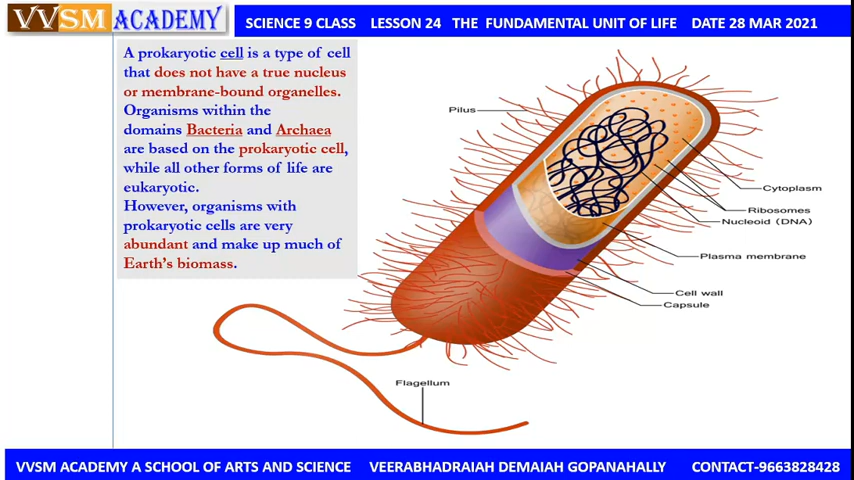 VVSM ACADEMY
SCIENCE 9 CLASS LESSON 24 THE FUNDAMENTAL UNIT OF LIFE DATE 28 MAR 2021
A prokaryotic cell is a type of cell
that does not have a true nucleus
or membrane-bound organelles.
Organisms within the
domains Bacteria and Archaea
are based on the prokaryotic cell,
while all other forms of life are
eukaryotic.
However, organisms with
prokaryotic cells are very
abundant and make up much of
Earth's biomass.
Pilus
Cytoplasm
Ribosomes
Nucleoid (DNA)
Plasma membrane
Cell wall
Capsule
Flagellum
VVSM ACADEMY A SCHOOL OF ARTS AND SCIENCE VEERABHADRAIAH DEMAIAH GOPANAHALLY CONTACT-9663828428